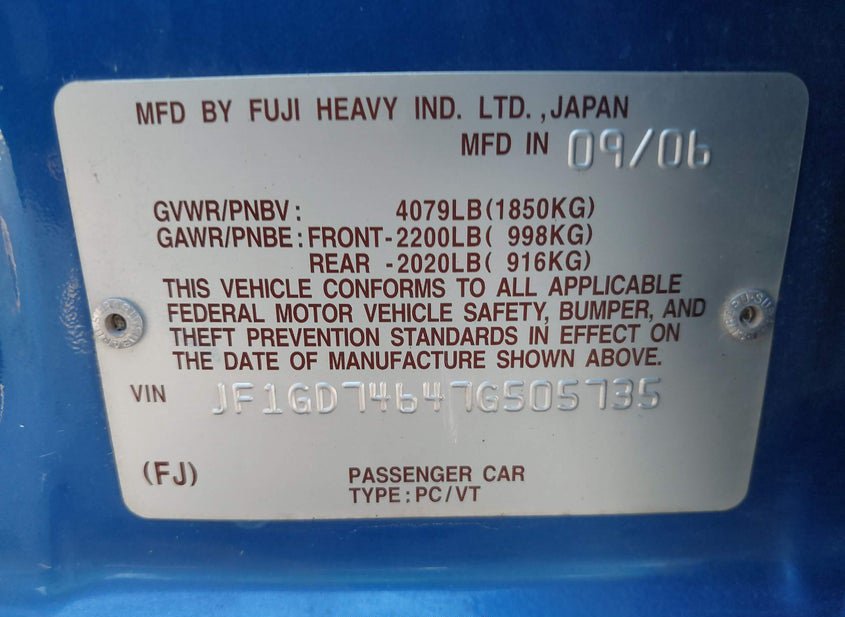 MFD BY FUJI HEAVY IND. LTD.,JAPAN
MFD IN 09/06
GVWR/PNBV: 4079LB(1850KG)
GAWR/PNBE:FRONT-2200LB( 998KG)
REAR -2020LB( 916KG)
THIS VEHICLE CONFORMS TO ALL APPLICABLE
FEDERAL MOTOR VEHICLE SAFETY, BUMPER, AND
THEFT PREVENTION STANDARDS IN EFFECT ON
THE DATE OF MANUFACTURE SHOWN ABOVE.
VIN JF1GD74647G505735
(FJ) PASSENGER CAR
TYPE:PC/VT